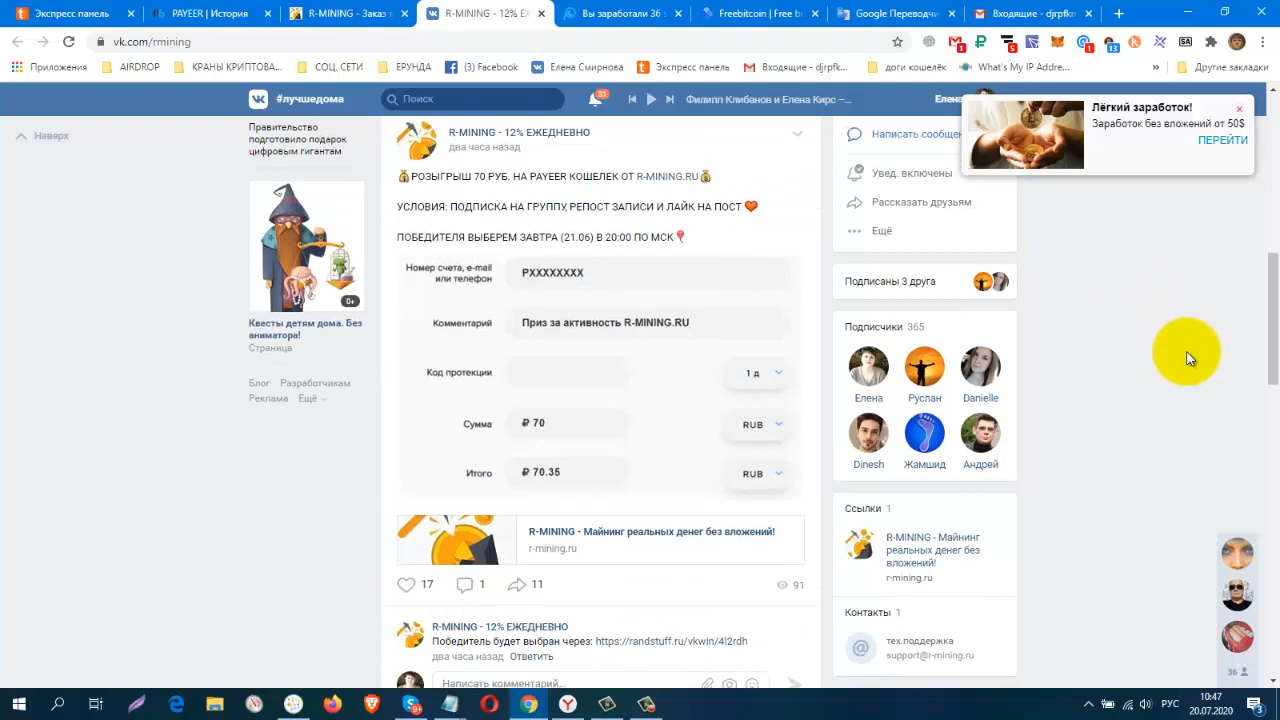 Экспресс панель
PAYEER | История
R-MINING - Заказ в
R-MINING - 12% ЕЖ
Вы заработали 36 s
Freebitcoin | Free b
Google Переводчи
Входящие - djrpfkn
vk.com/rmining
Приложения
AIRDROP
КРАНЫ КРИПТОВА...
СОЦ. СЕТИ
ЕРУНДА
(3) Facebook
Елена Смирнова
Экспресс панель
Входящие - djrpfk...
доги кошелёк
What's My IP Addre...
»
Другие закладки
#лучшедома
Поиск
31
Филипп Клибанов и Елена Кирс –...
Елена
Лёгкий заработок!
Заработок без вложений от 50$
ПЕРЕЙТИ
Наверх
Правительство
подготовило подарок
цифровым гигантам
0+
Квесты детям дома. Без
аниматора!
Страница
Блог Разработчикам
Реклама Ещё
R-MINING - 12% ЕЖЕДНЕВНО
два часа назад
💰РОЗЫГРЫШ 70 РУБ. НА PAYEER КОШЕЛЕК ОТ R-MINING.RU💰
УСЛОВИЯ: ПОДПИСКА НА ГРУППУ, РЕПОСТ ЗАПИСИ И ЛАЙК НА ПОСТ
ПОБЕДИТЕЛЯ ВЫБЕРЕМ ЗАВТРА (21.06) В 20:00 ПО МСК
Номер счета, e-mail
или телефон
PXXXXXXXX
Комментарий
Приз за активность R-MINING.RU
Код протекции
1 д
Сумма
₽ 70
RUB
Итого
₽ 70.35
RUB
R-MINING - Майнинг реальных денег без вложений!
r-mining.ru
17
1
11
91
R-MINING - 12% ЕЖЕДНЕВНО
Победитель будет выбран через: https://randstuff.ru/vkwin/4l2rdh
два часа назад Ответить
Написать комментарий...
Написать сообщен
Увед. включены
Рассказать друзьям
Ещё
Подписаны 3 друга
Подписчики 365
Елена
Руслан
Danielle
Dinesh
Жамшид
Андрей
Ссылки 1
R-MINING - Майнинг
реальных денег без
вложений!
r-mining.ru
Контакты 1
тех.поддержка
support@r-mining.ru
36
РУС
10:47
20.07.2020
3